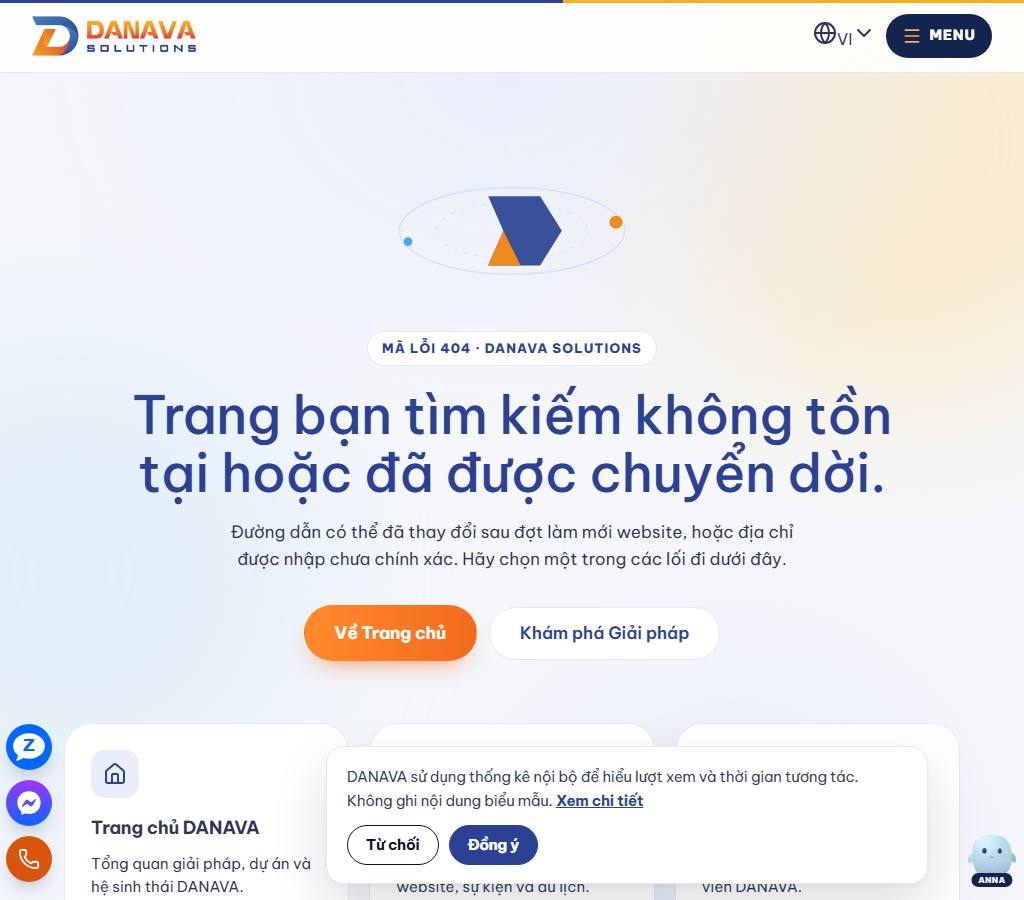 DANAVA
SOLUTIONS
VI
MENU
MÃ LỖI 404 · DANAVA SOLUTIONS
Trang bạn tìm kiếm không tồn
tại hoặc đã được chuyển dời.
Đường dẫn có thể đã thay đổi sau đợt làm mới website, hoặc địa chỉ
được nhập chưa chính xác. Hãy chọn một trong các lối đi dưới đây.
Về Trang chủ
Khám phá Giải pháp
Trang chủ DANAVA
Tổng quan giải pháp, dự án và
hệ sinh thái DANAVA.
DANAVA sử dụng thống kê nội bộ để hiểu lượt xem và thời gian tương tác.
Không ghi nội dung biểu mẫu. Xem chi tiết
Từ chối
Đồng ý
website, sự kiện và du lịch.
viên DANAVA.
Z
ANNA